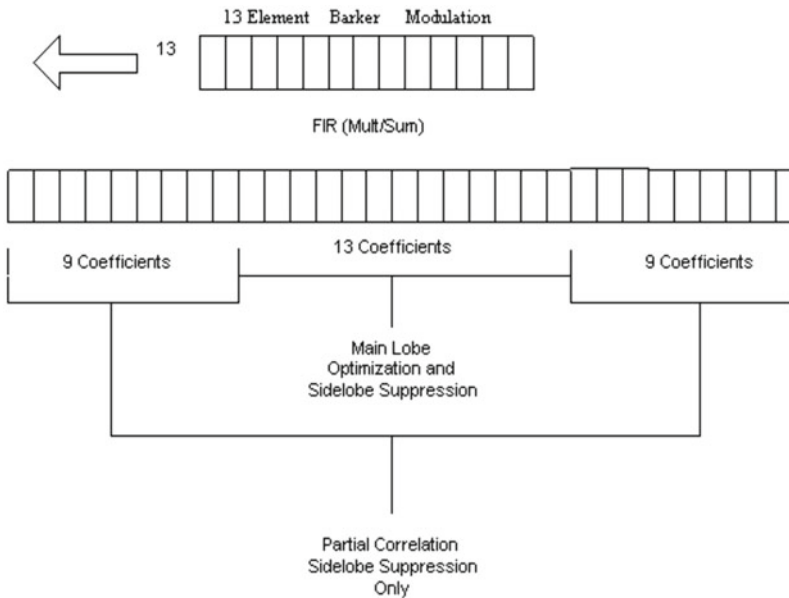 13 Element Barker Modulation
13
FIR (Mult/Sum)
9 Coefficients
13 Coefficients
9 Coefficients
Main Lobe
Optimization and
Sidelobe Suppression
Partial Correlation
Sidelobe Suppression
Only